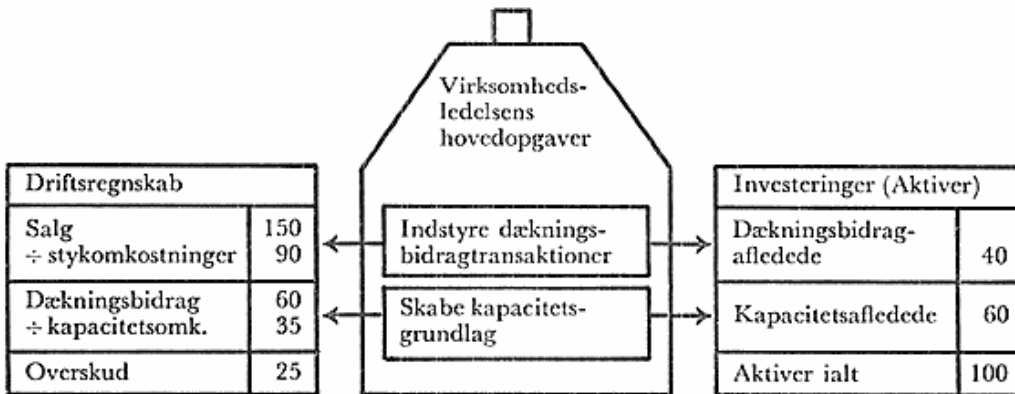 Virksomheds-
ledelsens
hovedopgaver
Driftsregnskab
Salg 150
÷ stykomkostninger 90
Dækningsbidrag 60
÷ kapacitetsomk. 35
Overskud 25
Indstyre dæknings-
bidragtransaktioner
Skabe kapacitets-
grundlag
Investeringer (Aktiver)
Dækningsbidrag-
afledede 40
Kapacitetsafledede 60
Aktiver ialt 100